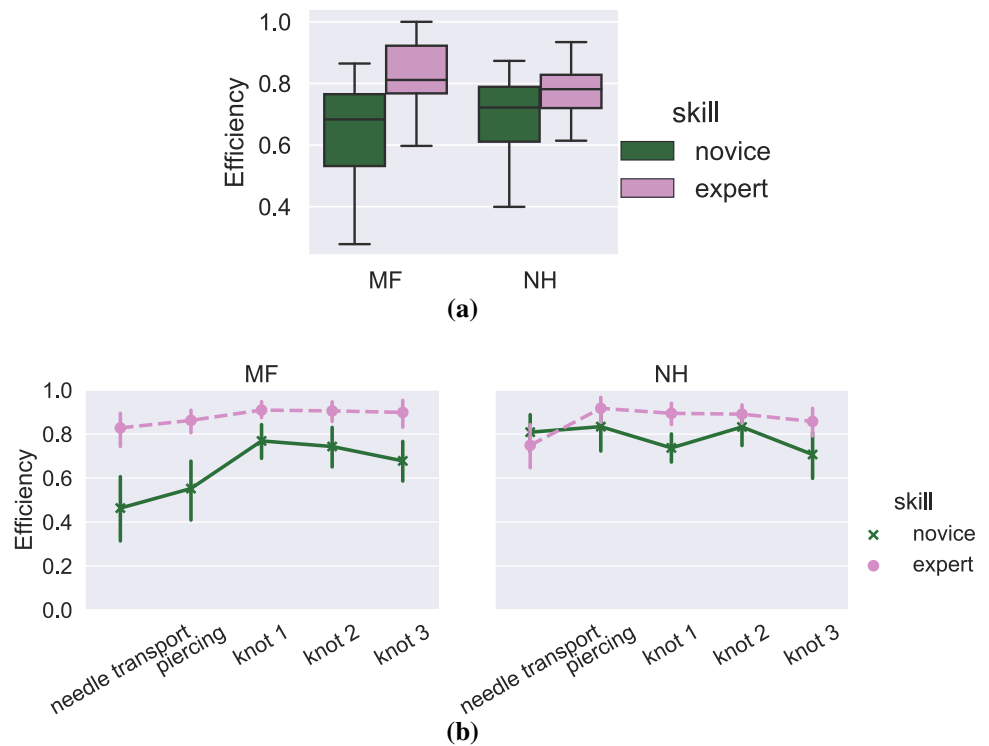 1.0
0.8
0.6
0.4
Efficiency
MF
NH
skill
novice
expert
(a)
MF
NH
1.0
0.8
0.6
0.4
0.2
0.0
Efficiency
needle transport
piercing
knot 1
knot 2
knot 3
needle transport
piercing
knot 1
knot 2
knot 3
skill
novice
expert
(b)